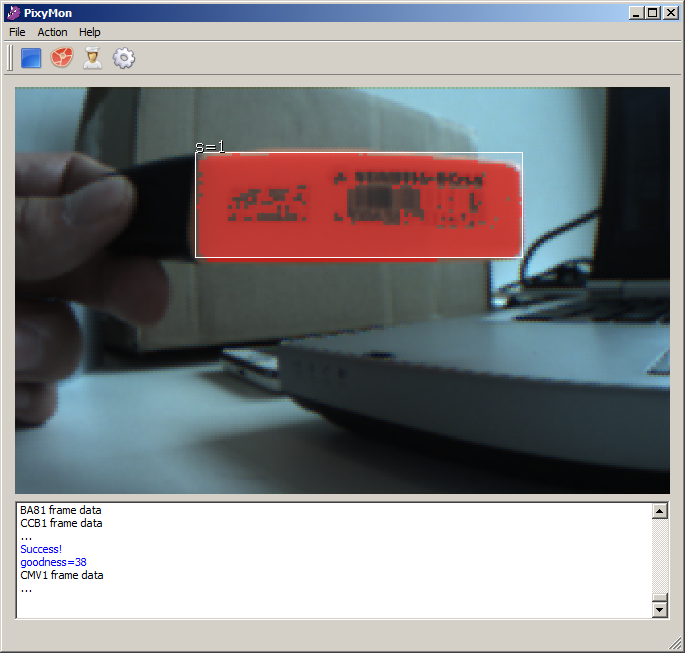 PixyMon
File Action Help
s=1
BA81 frame data
CCB1 frame data
...
Success!
goodness=38
CMV1 frame data
...